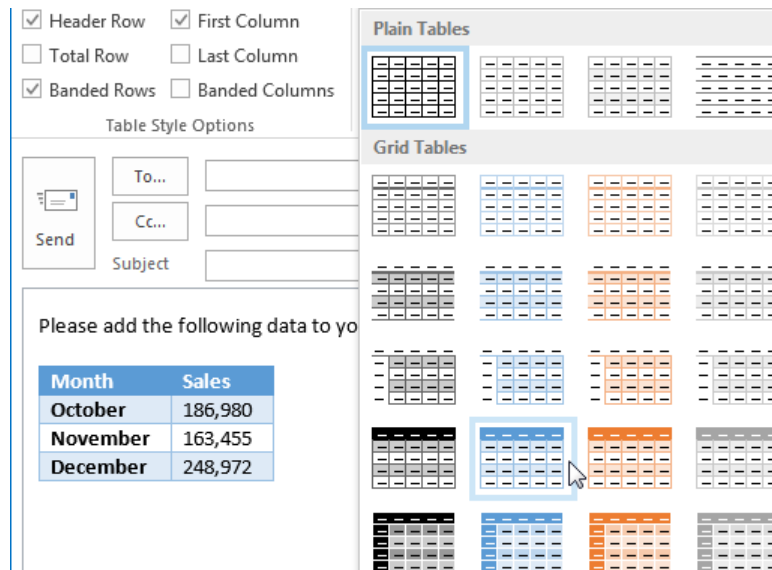 Header Row First Column
Total Row Last Column
Banded Rows Banded Columns
Table Style Options
Plain Tables
Grid Tables
To...
Cc...
Send
Subject
Please add the following data to yo
Month Sales
October 186,980
November 163,455
December 248,972